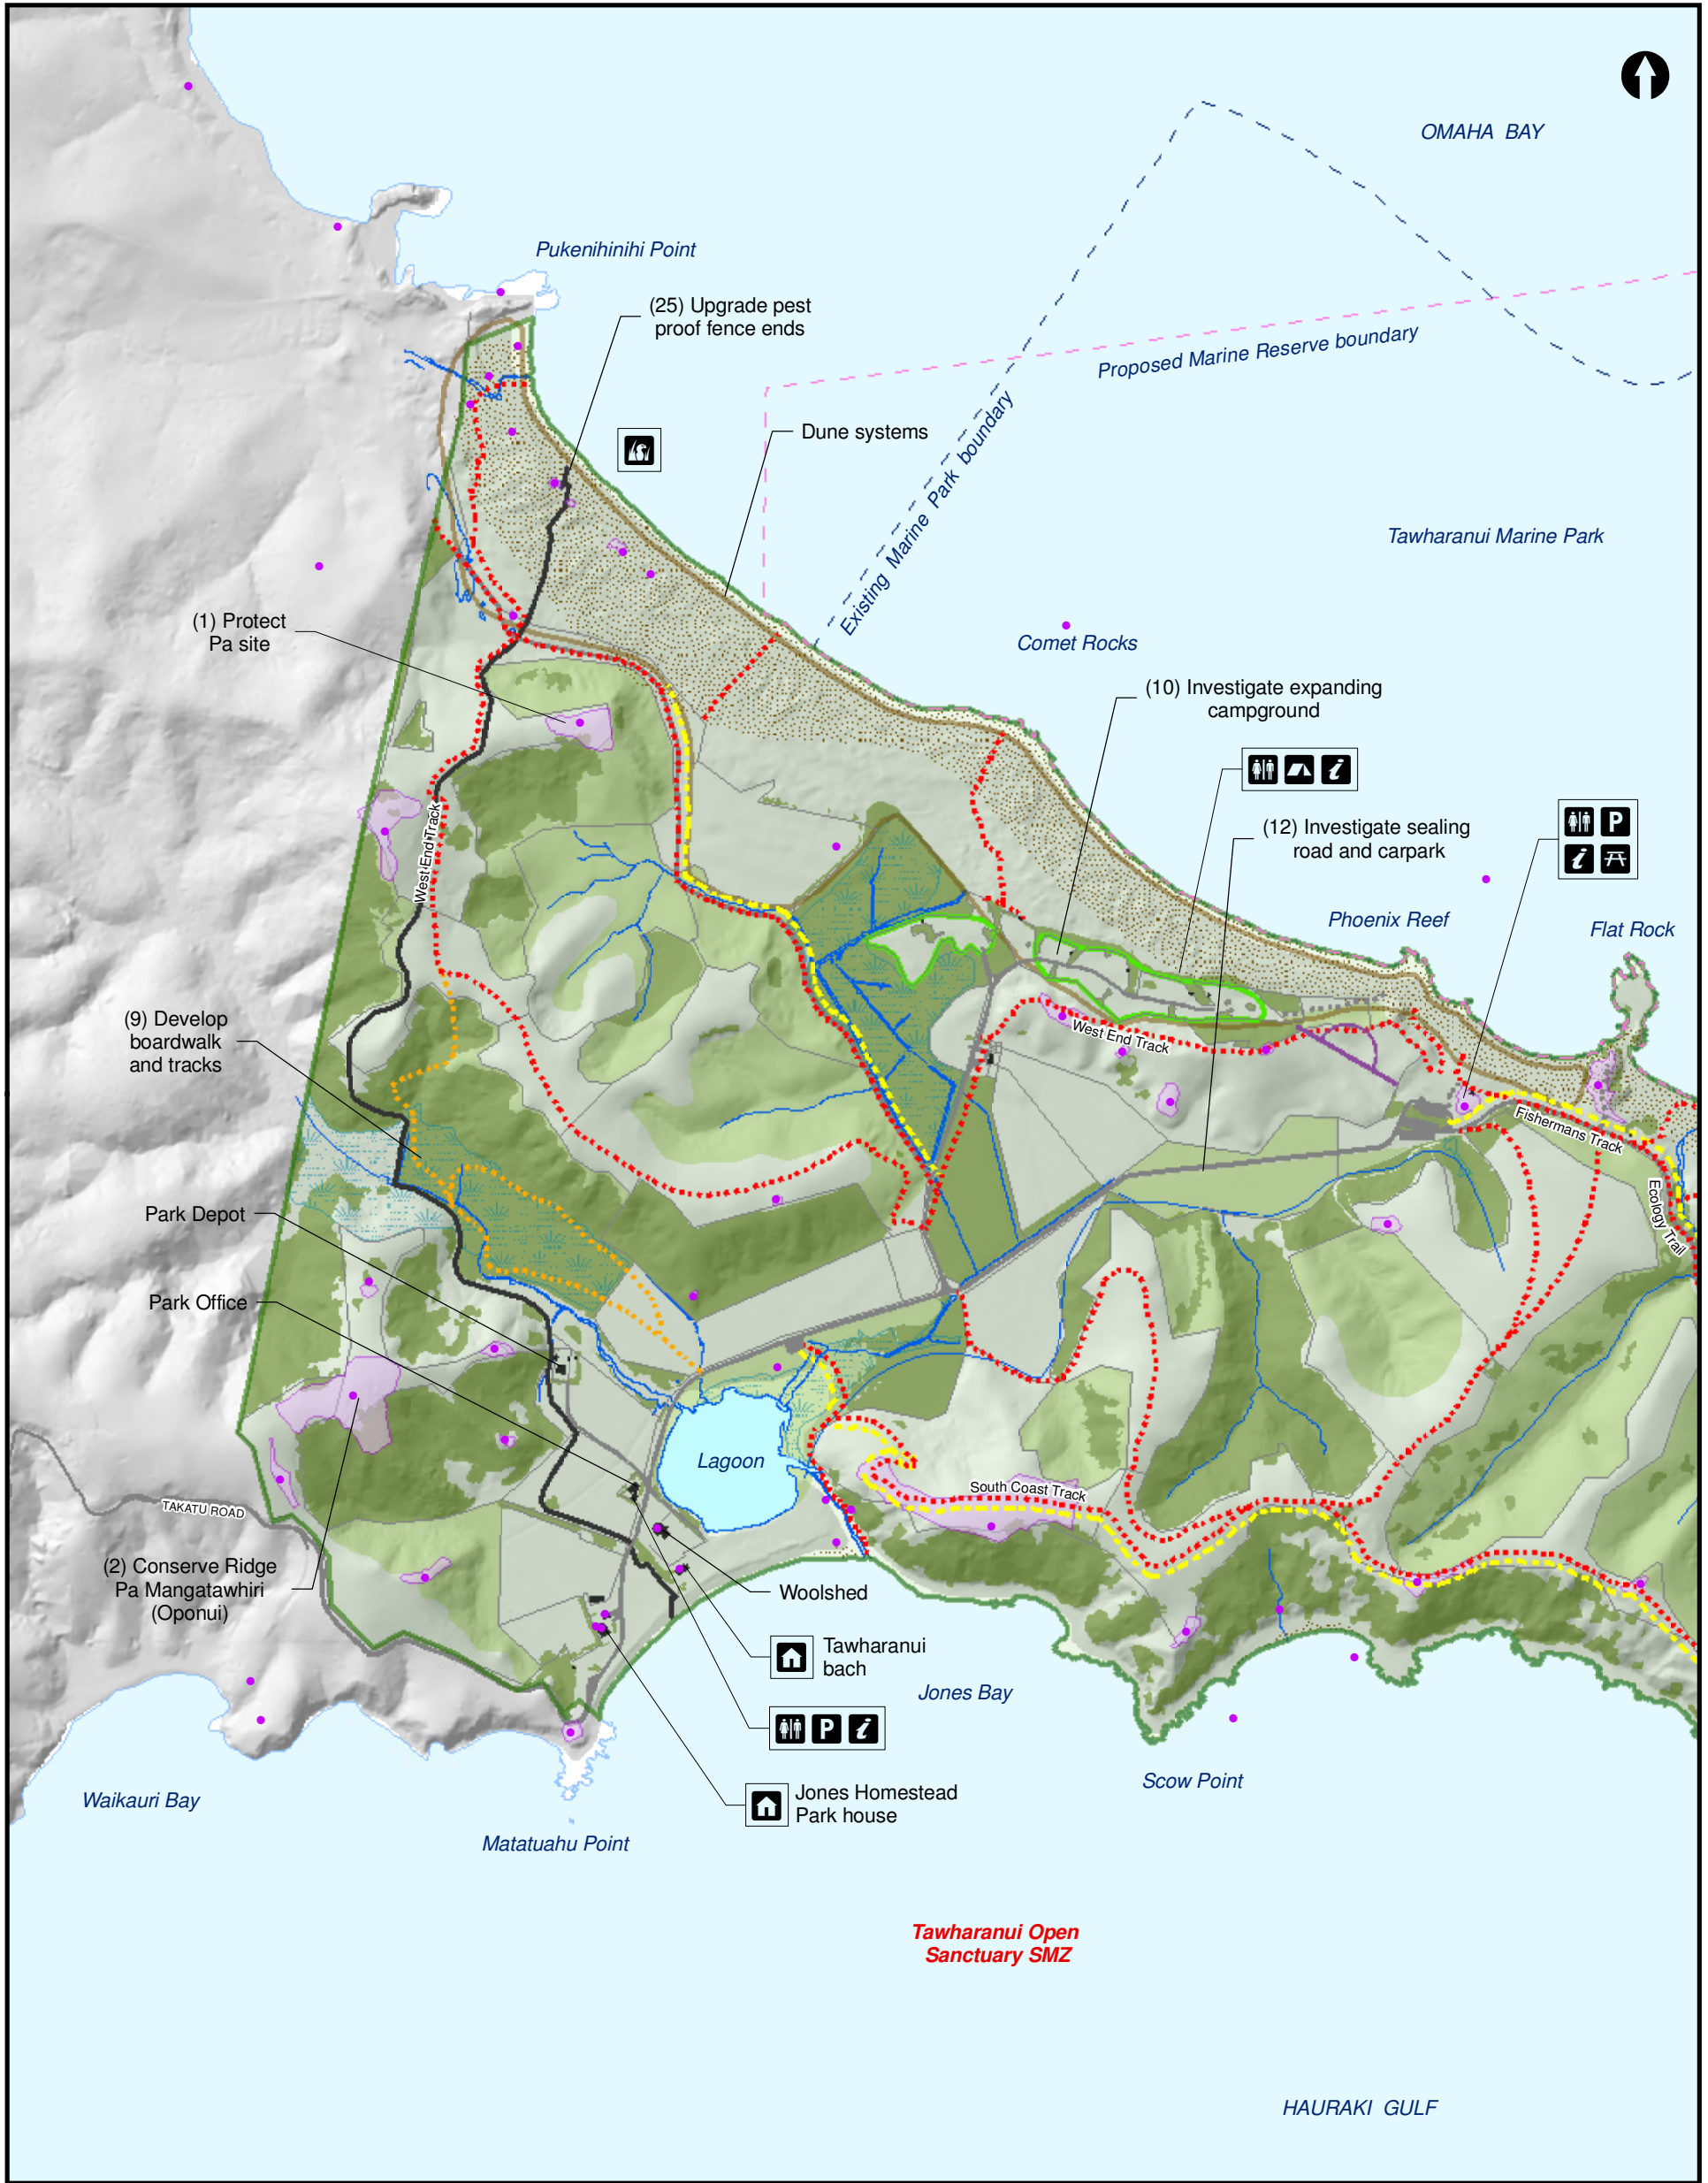 OMAHA BAY
Pukenihinihi Point
(25) Upgrade pest
proof fence ends
Proposed Marine Reserve boundary
Existing Marine Park boundary
Dune systems
Tawharanui Marine Park
(1) Protect
Pa site
Comet Rocks
(10) Investigate expanding
campground
i
(12) Investigate sealing
road and carpark
P
i
West End Track
Phoenix Reef
Flat Rock
(9) Develop
boardwalk
and tracks
West End Track
Fishermans Track
Ecology Trail
Park Depot
Park Office
Lagoon
South Coast Track
TAKATU ROAD
(2) Conserve Ridge
Pa Mangatawhiri
(Oponui)
Woolshed
Tawharanui
bach
Jones Bay
P i
Scow Point
Jones Homestead
Park house
Waikauri Bay
Matatuahu Point
Tawharanui Open
Sanctuary SMZ
HAURAKI GULF